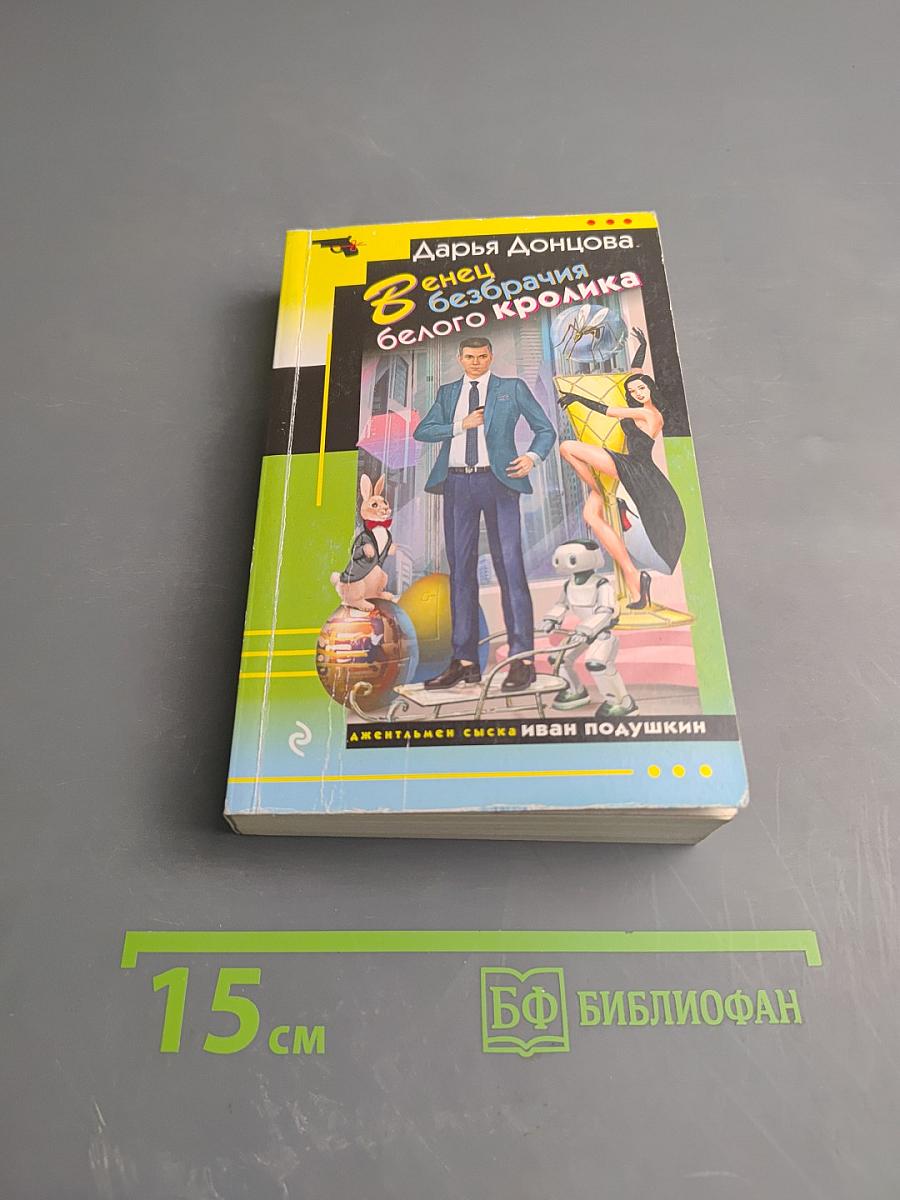 Дарья Донцова
Венец
безбрачия
белого кролика
джентльмен сыска иван подушкин
15 см
БФ БИБЛИОФАН